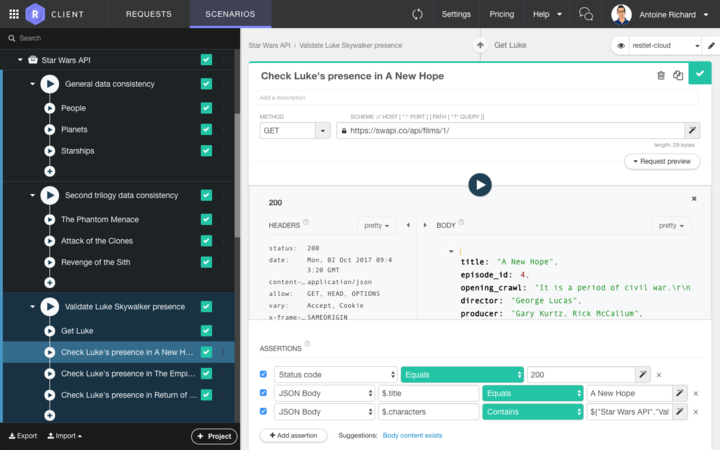 R CLIENT REQUESTS SCENARIOS Settings Pricing Help Antoine Richard
Search
Star Wars API
General data consistency
People
Planets
Starships
Second trilogy data consistency
The Phantom Menace
Attack of the Clones
Revenge of the Sith
Validate Luke Skywalker presence
Get Luke
Check Luke's presence in A New H...
Check Luke's presence in The Empi...
Check Luke's presence in Return of ...
Export Import + Project
Star Wars API › Validate Luke Skywalker presence Get Luke restlet-cloud
Check Luke's presence in A New Hope
Add a description
METHOD SCHEME :// HOST [ ":" PORT ] [ PATH [ "?" QUERY ]]
GET https://swapi.co/api/films/1/
length: 29 bytes
Request preview
200
HEADERS pretty BODY pretty
status: 200
date: Mon, 02 Oct 2017 09:4
3:20 GMT
content-… application/json
allow: GET, HEAD, OPTIONS
vary: Accept, Cookie
x-frame-… SAMEORIGIN
{
title: "A New Hope",
episode_id: 4,
opening_crawl: "It is a period of civil war.\r\n
director: "George Lucas",
producer: "Gary Kurtz, Rick McCallum",
ASSERTIONS
Status code Equals 200
JSON Body $.title Equals A New Hope
JSON Body $.characters Contains ${"Star Wars API"."Val
+ Add assertion Suggestions: Body content exists